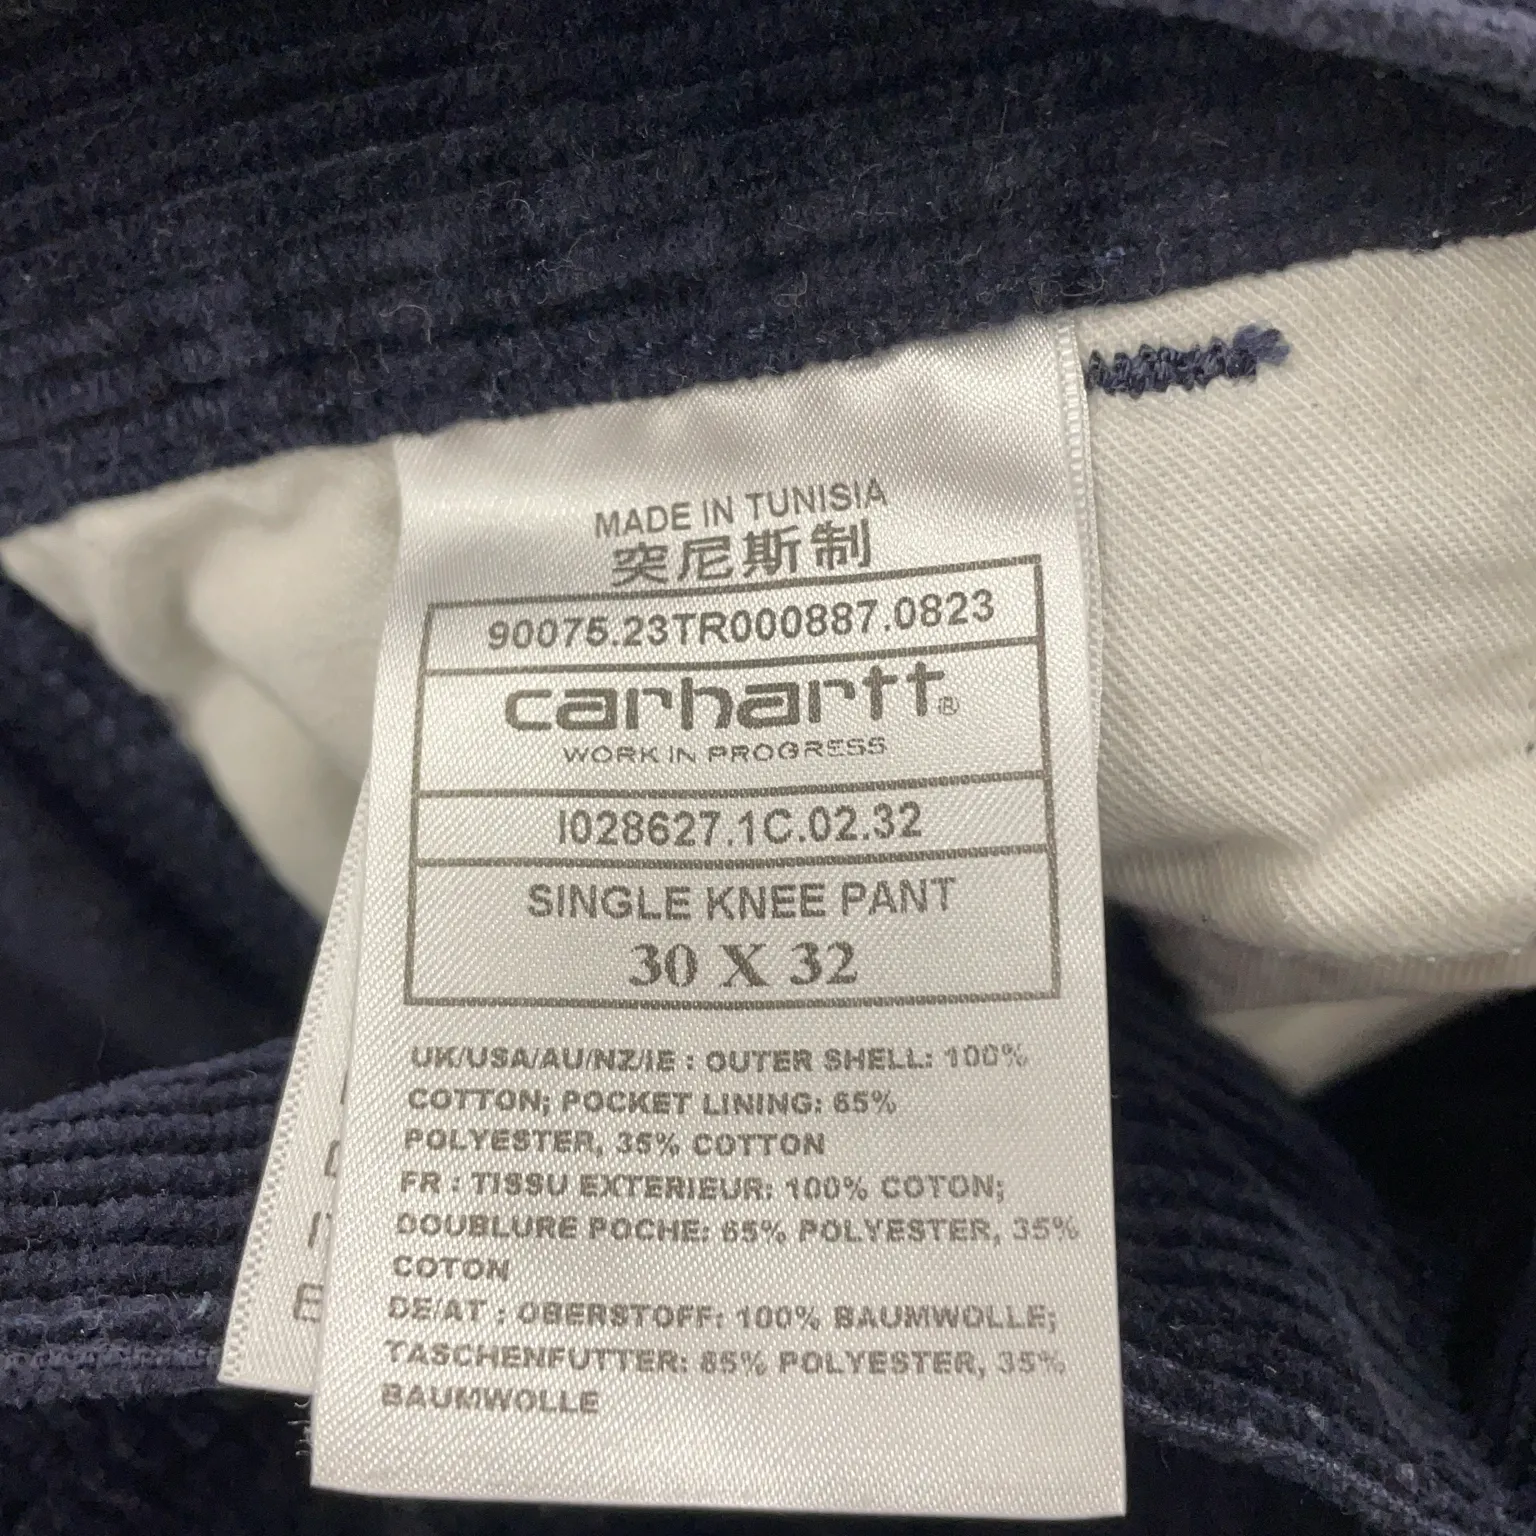 MADE IN TUNISIA
突尼斯制
90075.23TR000887.0823
carhartt®
WORK IN PROGRESS
I028627.1C.02.32
SINGLE KNEE PANT
30 X 32
UK/USA/AU/NZ/IE : OUTER SHELL: 100%
COTTON; POCKET LINING: 65%
POLYESTER, 35% COTTON
FR : TISSU EXTERIEUR: 100% COTON;
DOUBLURE POCHE: 65% POLYESTER, 35%
COTON
DE/AT : OBERSTOFF: 100% BAUMWOLLE;
TASCHENFUTTER: 65% POLYESTER, 35%
BAUMWOLLE